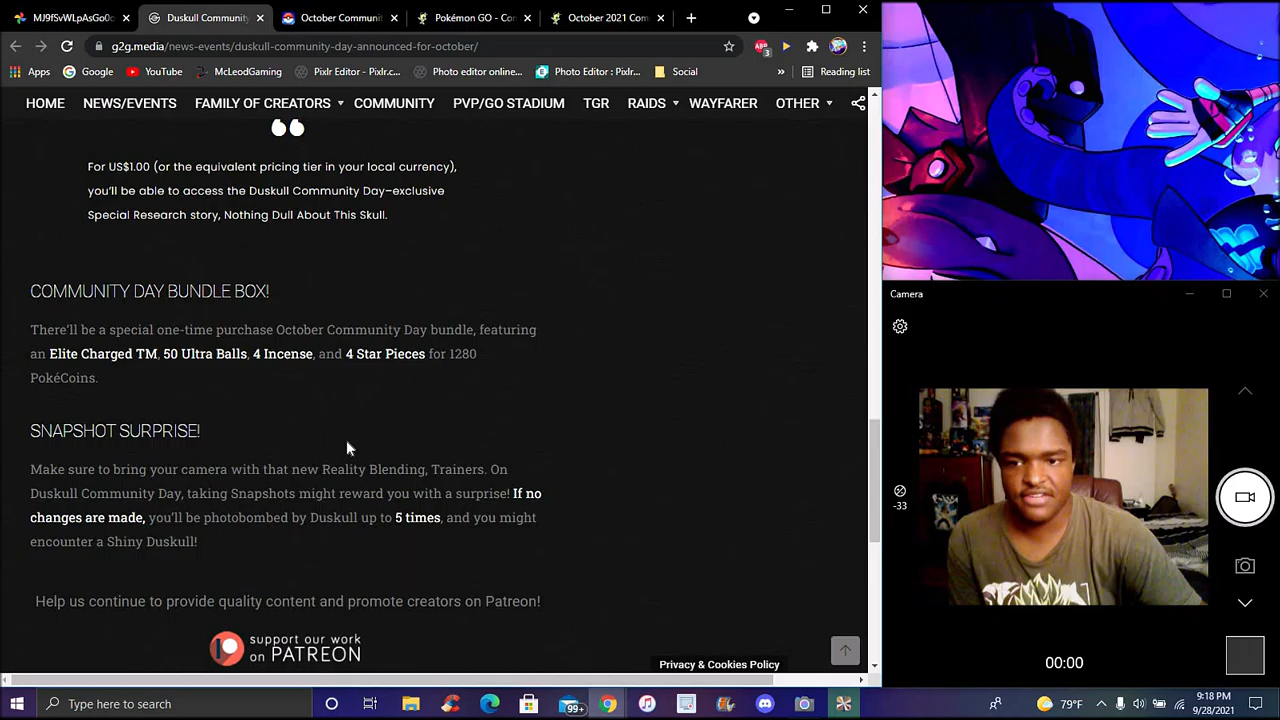 MJ9fSvWLpAsGo0c
Duskull Community
October Communit
Pokémon GO - Con
October 2021 Com
g2g.media/news-events/duskull-community-day-announced-for-october/
ABP
3
Apps
Google
YouTube
McLeodGaming
Pixlr Editor - Pixlr.c...
Photo editor online...
Photo Editor : Pixlr...
Social
»
Reading list
HOME
NEWS/EVENTS
FAMILY OF CREATORS
COMMUNITY
PVP/GO STADIUM
TGR
RAIDS
WAYFARER
OTHER
For US$1.00 (or the equivalent pricing tier in your local currency),
you'll be able to access the Duskull Community Day–exclusive
Special Research story, Nothing Dull About This Skull.
COMMUNITY DAY BUNDLE BOX!
There'll be a special one-time purchase October Community Day bundle, featuring
an Elite Charged TM, 50 Ultra Balls, 4 Incense, and 4 Star Pieces for 1280
PokéCoins.
SNAPSHOT SURPRISE!
Make sure to bring your camera with that new Reality Blending, Trainers. On
Duskull Community Day, taking Snapshots might reward you with a surprise! If no
changes are made, you'll be photobombed by Duskull up to 5 times, and you might
encounter a Shiny Duskull!
Help us continue to provide quality content and promote creators on Patreon!
support our work
on PATREON
Privacy & Cookies Policy
Camera
-33
00:00
Type here to search
99+
79°F
9:18 PM
9/28/2021